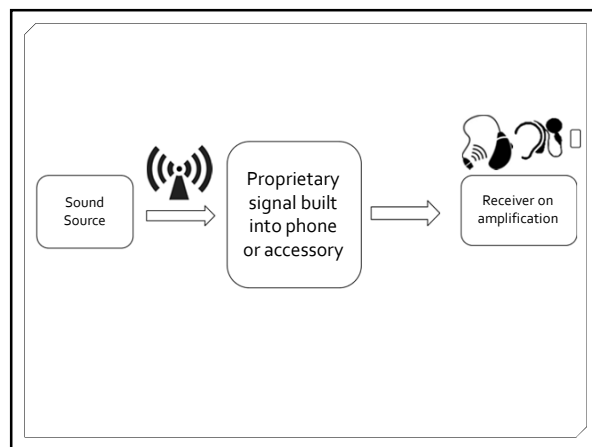 Sound
Source
Proprietary
signal built
into phone
or accessory
Receiver on
amplification